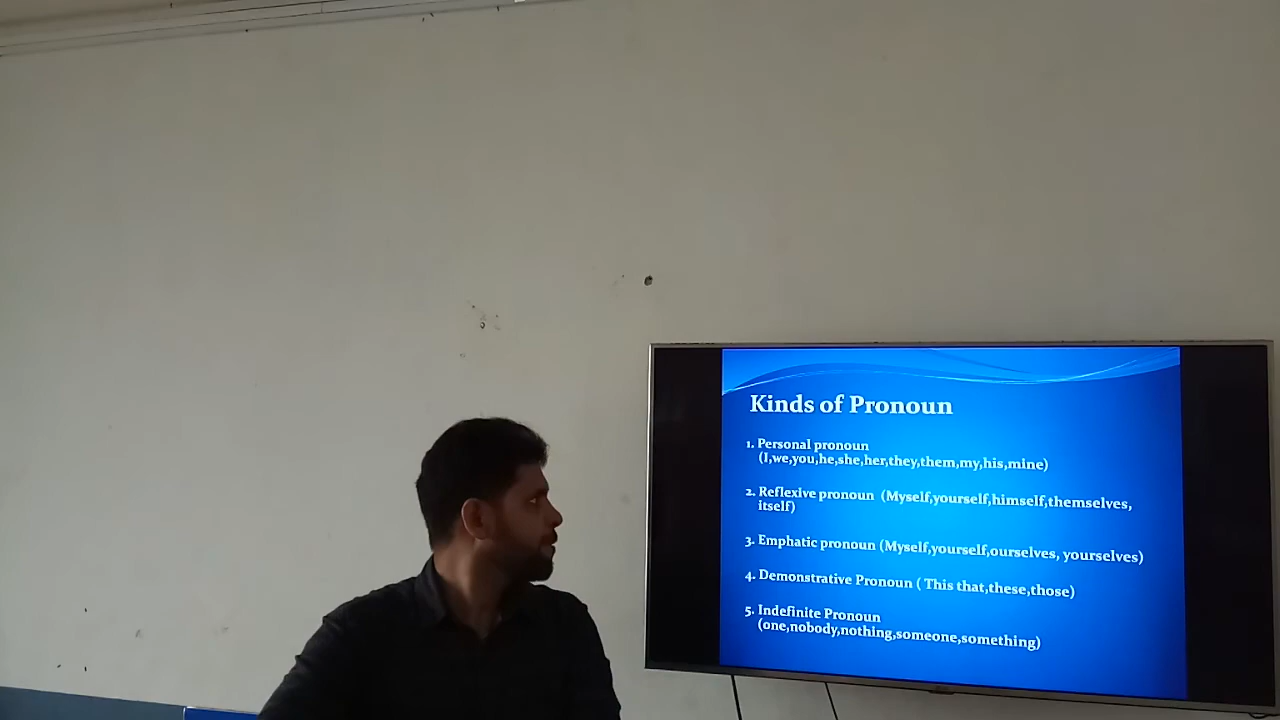 Kinds of Pronoun
1. Personal pronoun
(I,we,you,he,she,her,they,them,my,his,mine)
2. Reflexive pronoun (Myself,yourself,himself,themselves,
itself)
3. Emphatic pronoun (Myself,yourself,ourselves, yourselves)
4. Demonstrative Pronoun ( This that,these,those)
5. Indefinite Pronoun
(one,nobody,nothing,someone,something)